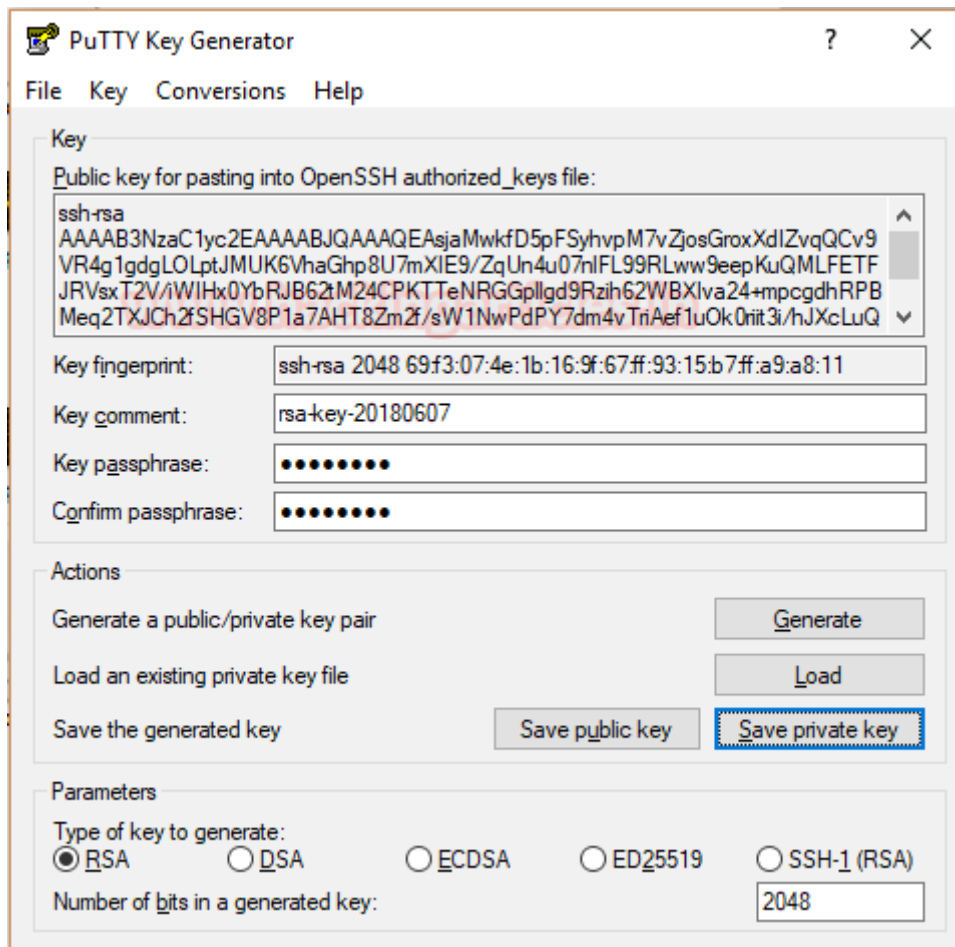 PuTTY Key Generator
?
File Key Conversions Help
Key
Public key for pasting into OpenSSH authorized_keys file:
ssh-rsa
AAAAB3NzaC1yc2EAAAABJQAAAQEAsjaMwkfD5pFSyhvpM7vZjosGroxXdIZvqQCv9
VR4g1gdgLOLptJMUK6VhaGhp8U7mXIE9/ZqUn4u07nIFL99RLww9eepKuQMLFETF
JRVsxT2V/iWIHx0YbRJB62tM24CPKTTeNRGGpIlgd9Rzih62WBXIva24+mpcgdhRPB
Meq2TXJCh2fSHGV8P1a7AHT8Zm2f/sW1NwPdPY7dm4vTriAef1uOk0riit3i/hJXcLuQ
Key fingerprint: ssh-rsa 2048 69:f3:07:4e:1b:16:9f:67:ff:93:15:b7:ff:a9:a8:11
Key comment: rsa-key-20180607
Key passphrase: ●●●●●●●●
Confirm passphrase: ●●●●●●●●
Actions
Generate a public/private key pair Generate
Load an existing private key file Load
Save the generated key Save public key Save private key
Parameters
Type of key to generate:
RSA DSA ECDSA ED25519 SSH-1 (RSA)
Number of bits in a generated key: 2048